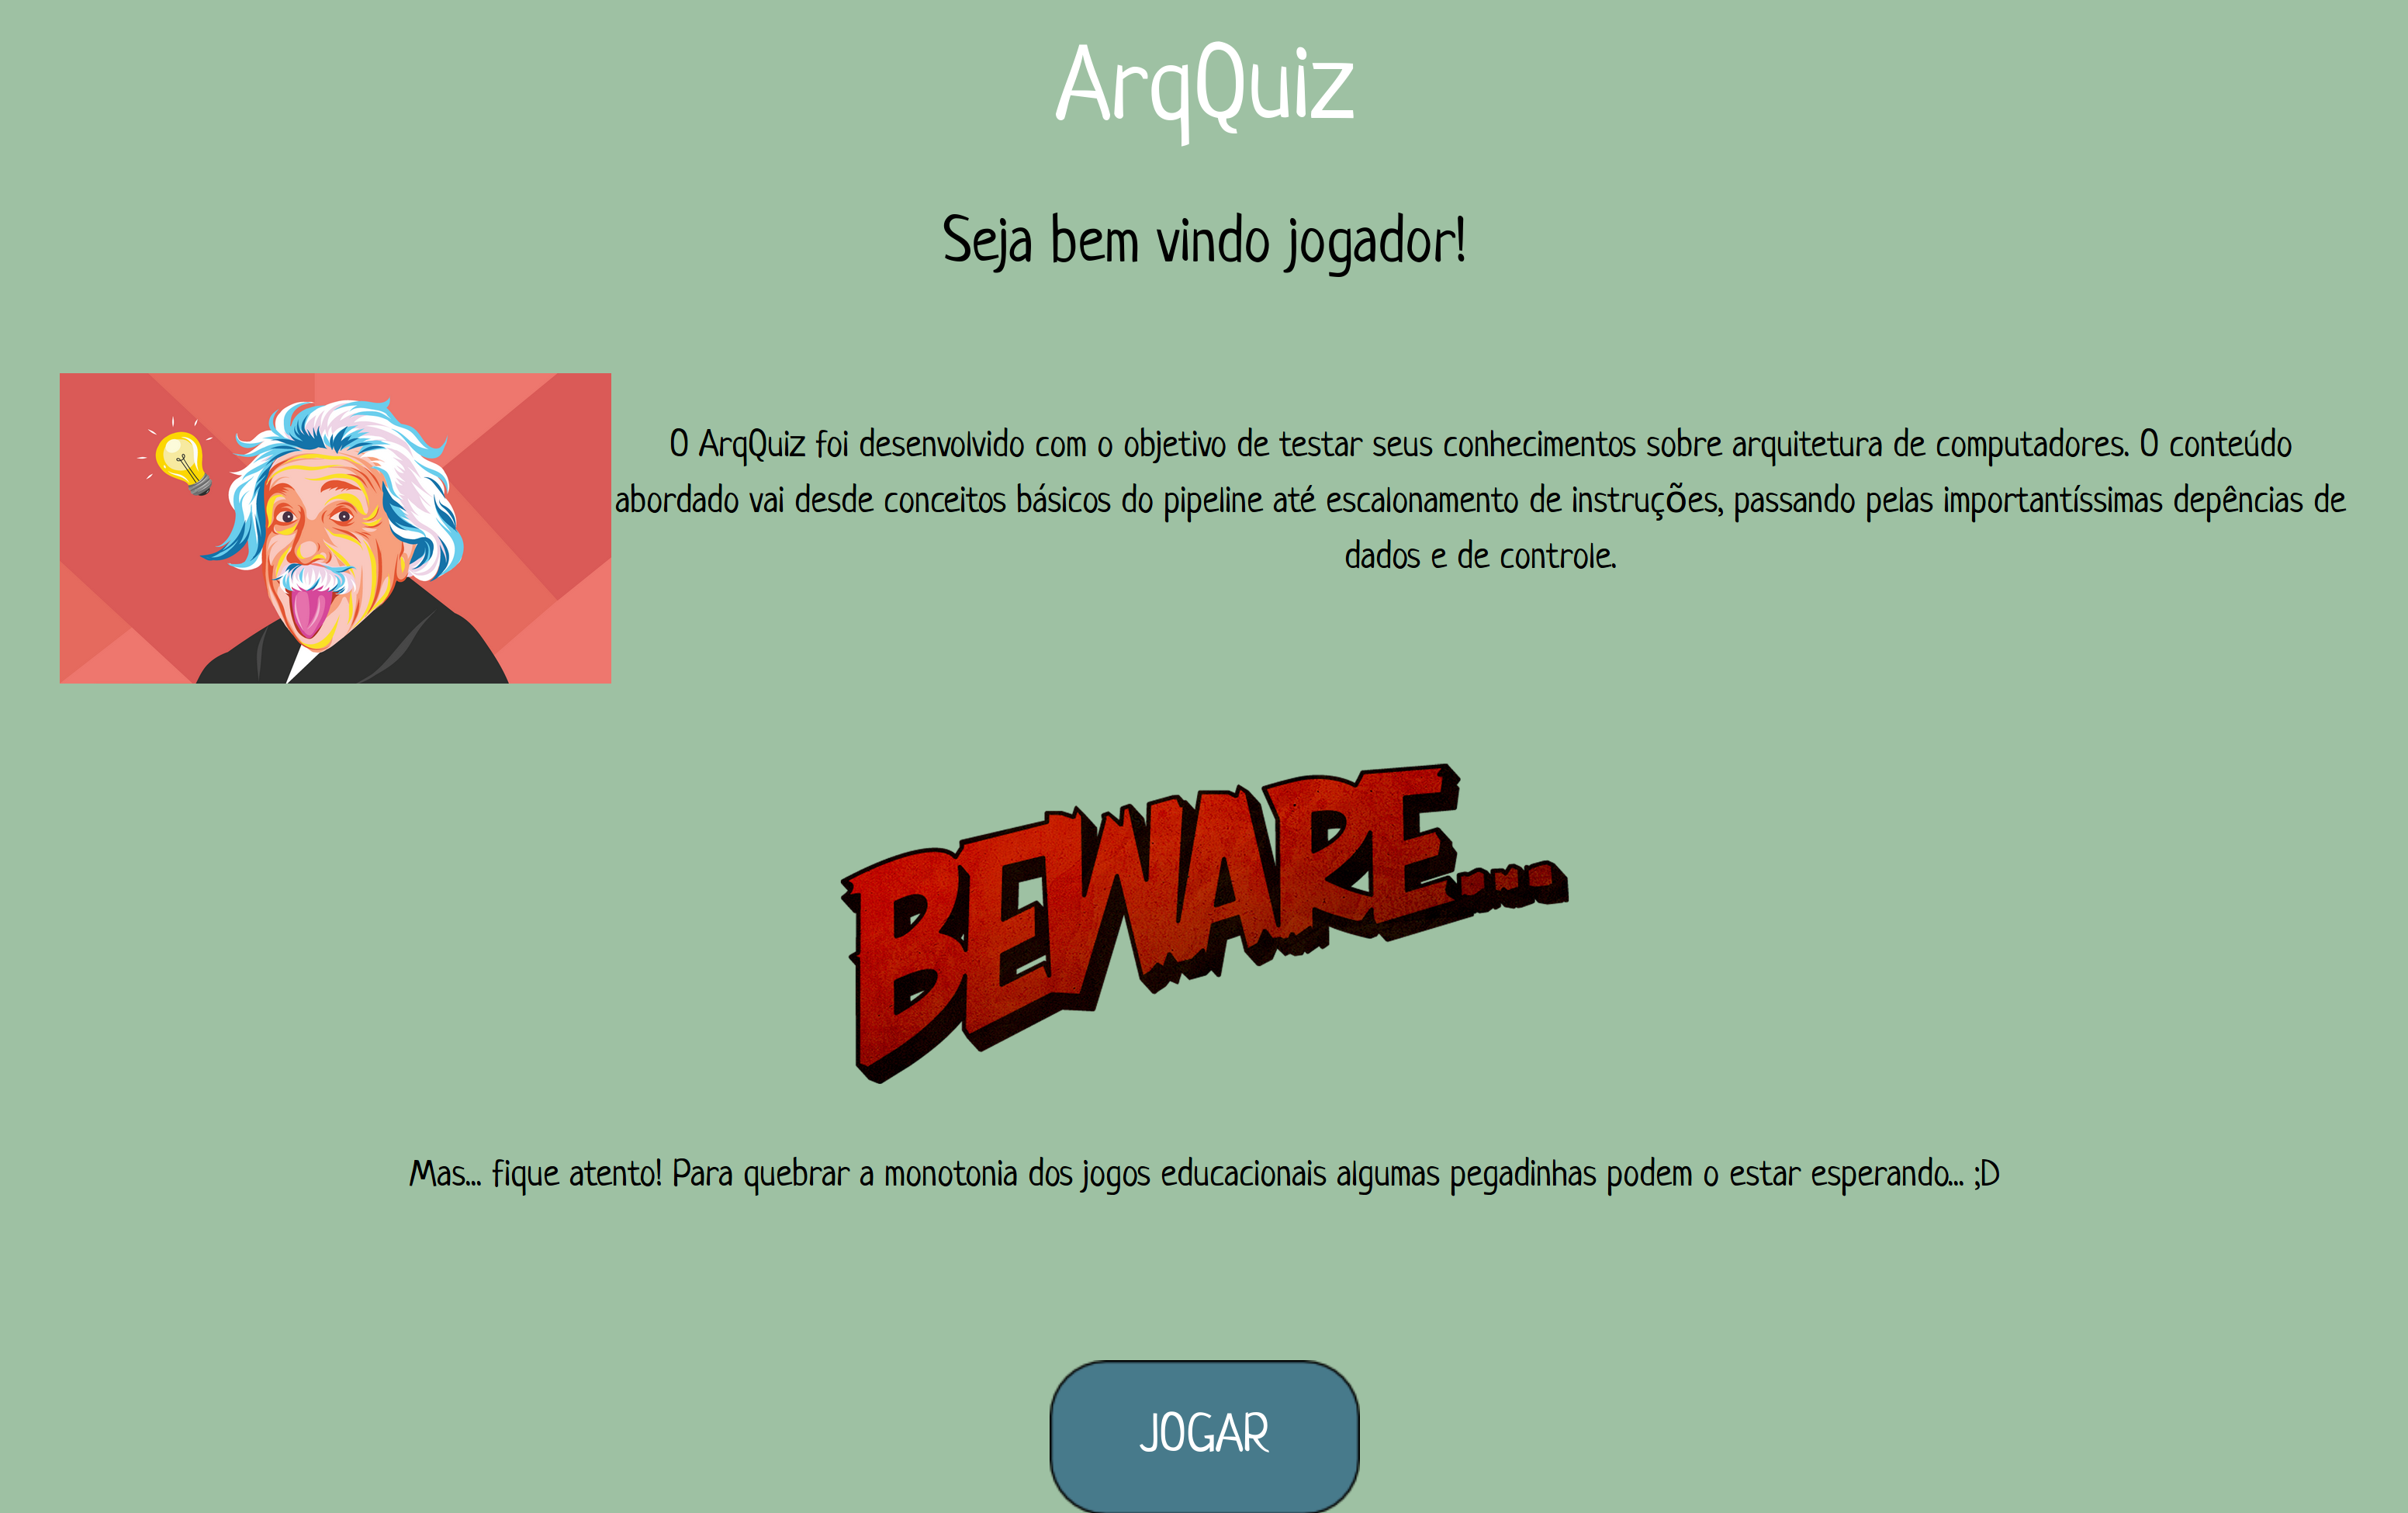 ArqQuiz
Seja bem vindo jogador!
O ArqQuiz foi desenvolvido com o objetivo de testar seus conhecimentos sobre arquitetura de computadores. O conteúdo
abordado vai desde conceitos básicos do pipeline até escalonamento de instruções, passando pelas importantíssimas depências de
dados e de controle.
BEWARE...
Mas... fique atento! Para quebrar a monotonia dos jogos educacionais algumas pegadinhas podem o estar esperando... ;D
JOGAR